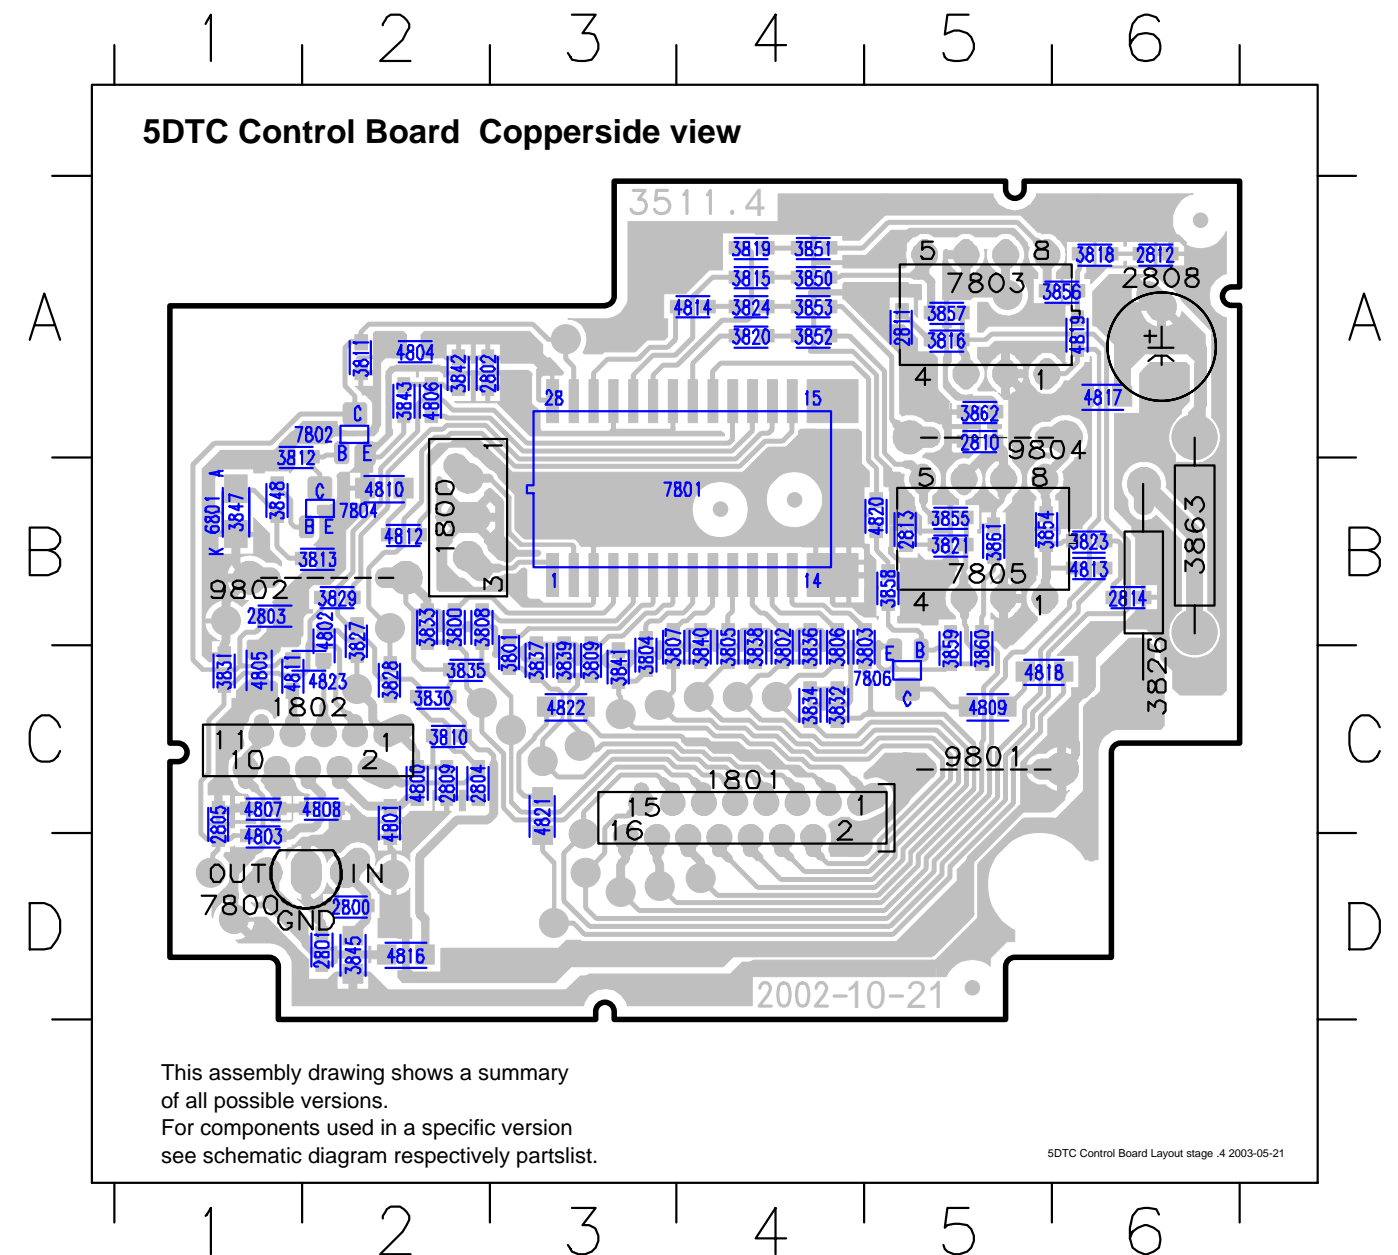 1 2 3 4 5 6
5DTC Control Board Copperside view
3511.4
3819 3851 5 8 3818 2812
3815 3850 7803 2808
3856
A 4814 3824 3853 2811 3857 4819 A
3820 3852 3816 +
3811 4804 3842 2802
4 1
3843 4806 28 15 4817
C 3862
7802 1 2810
B E 9804
3812
A C 5 8
6801 3847 3848 4810 1800 7801
7804 4820 2813 3855 3861 3854 3863
B E 4812 3821 3823
B K 3813 3 1 14 7805 4813 B
9802 3829 3858 2814
2803 4 1
4802 3827 3833 3800 3808
3801 3837 3839 3809 3841 3804 3807 3840 3805 3838 3802 3836 3806 3803 E B 3859 3860
3831 4805 4811 4823 3828 3835 7806 4818 3826
3830 4822 3834 3832 C 4809
1802
C 11 1 3810 9801 C
10 2
4800 2809 2804 1801
2805 4807 4808 4801 4821 15 1
4803 16 2
OUT IN
7800 2800
GND
D 2801 3845 4816 D
2002-10-21
This assembly drawing shows a summary
of all possible versions.
For components used in a specific version
see schematic diagram respectively partslist.
5DTC Control Board Layout stage .4 2003-05-21
1 2 3 4 5 6